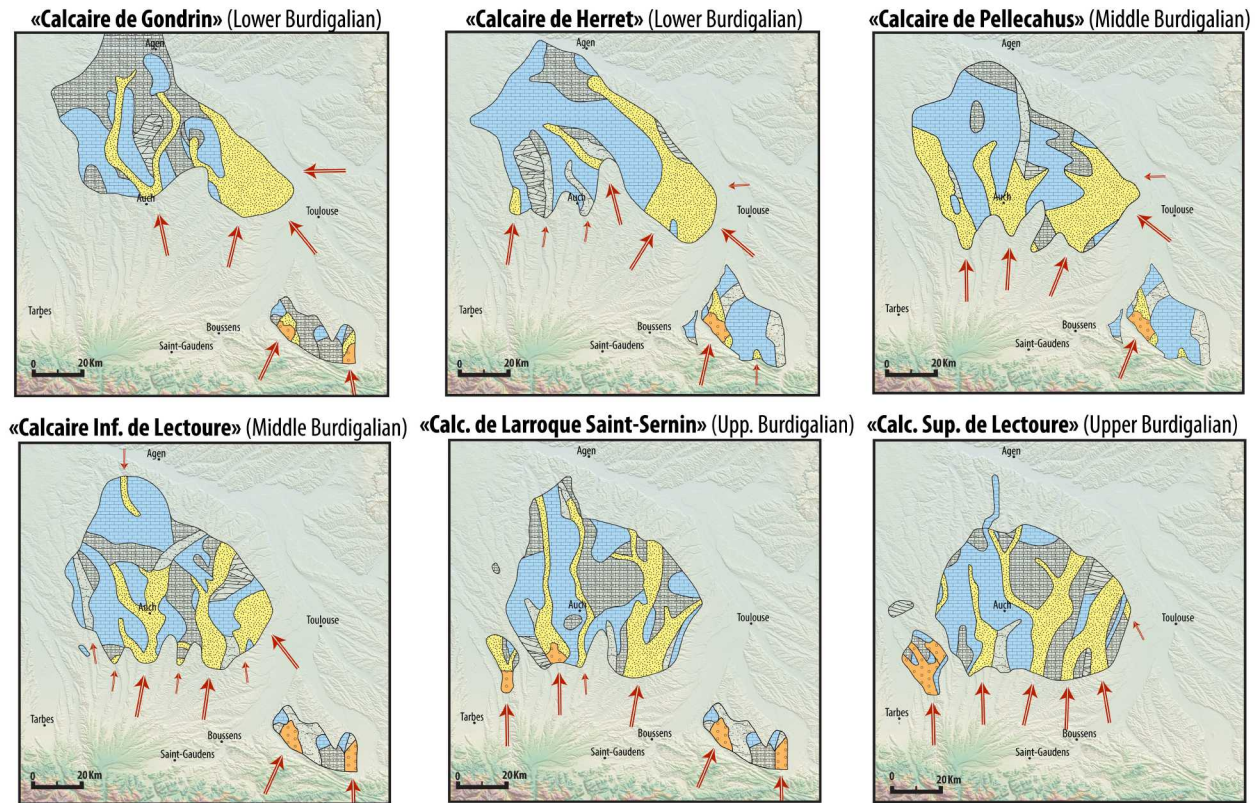 «Calcaire de Gondrin» (Lower Burdigalian)
Agen
Auch
Toulouse
Tarbes
Boussens
Saint-Gaudens
0 20 Km
«Calcaire de Herret» (Lower Burdigalian)
Agen
Auch
Toulouse
Tarbes
Boussens
Saint-Gaudens
0 20 Km
«Calcaire de Pellecahus» (Middle Burdigalian)
Agen
Auch
Toulouse
Tarbes
Boussens
Saint-Gaudens
0 20 Km
«Calcaire Inf. de Lectoure» (Middle Burdigalian)
Agen
Auch
Toulouse
Tarbes
Boussens
Saint-Gaudens
0 20 Km
«Calc. de Larroque Saint-Sernin» (Upp. Burdigalian)
Agen
Auch
Toulouse
Tarbes
Boussens
Saint-Gaudens
0 20 Km
«Calc. Sup. de Lectoure» (Upper Burdigalian)
Agen
Auch
Toulouse
Tarbes
Boussens
Saint-Gaudens
0 20 Km